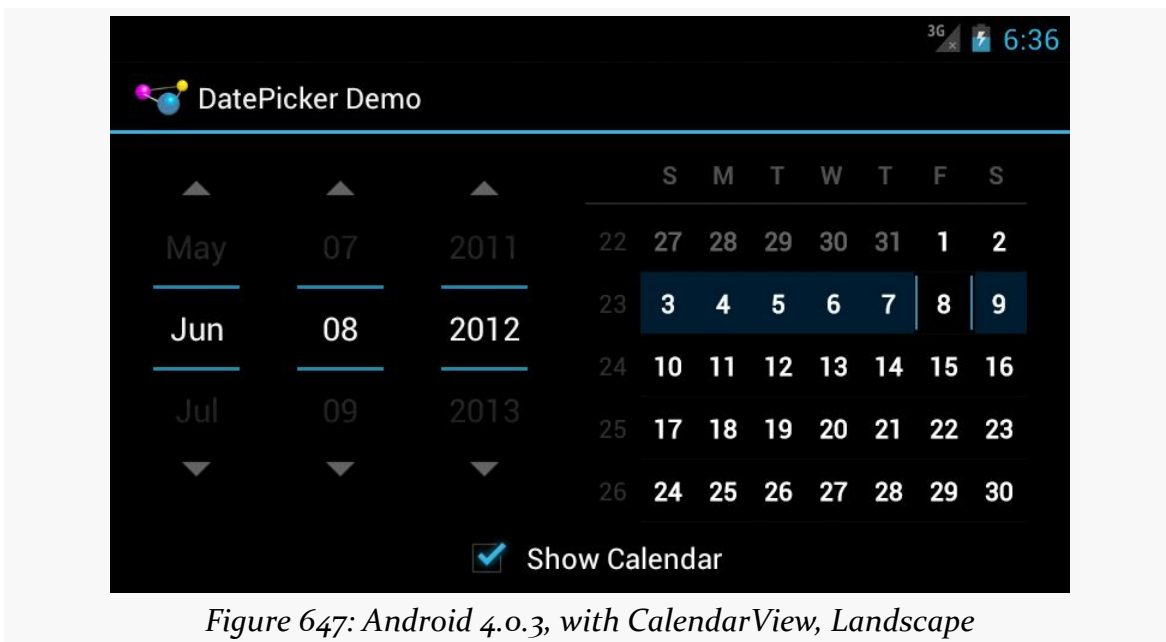 3G 6:36
DatePicker Demo
S M T W T F S
May 07 2011
22 27 28 29 30 31 1 2
23 3 4 5 6 7 8 9
Jun 08 2012
24 10 11 12 13 14 15 16
Jul 09 2013
25 17 18 19 20 21 22 23
26 24 25 26 27 28 29 30
Show Calendar
Figure 647: Android 4.0.3, with CalendarView, Landscape